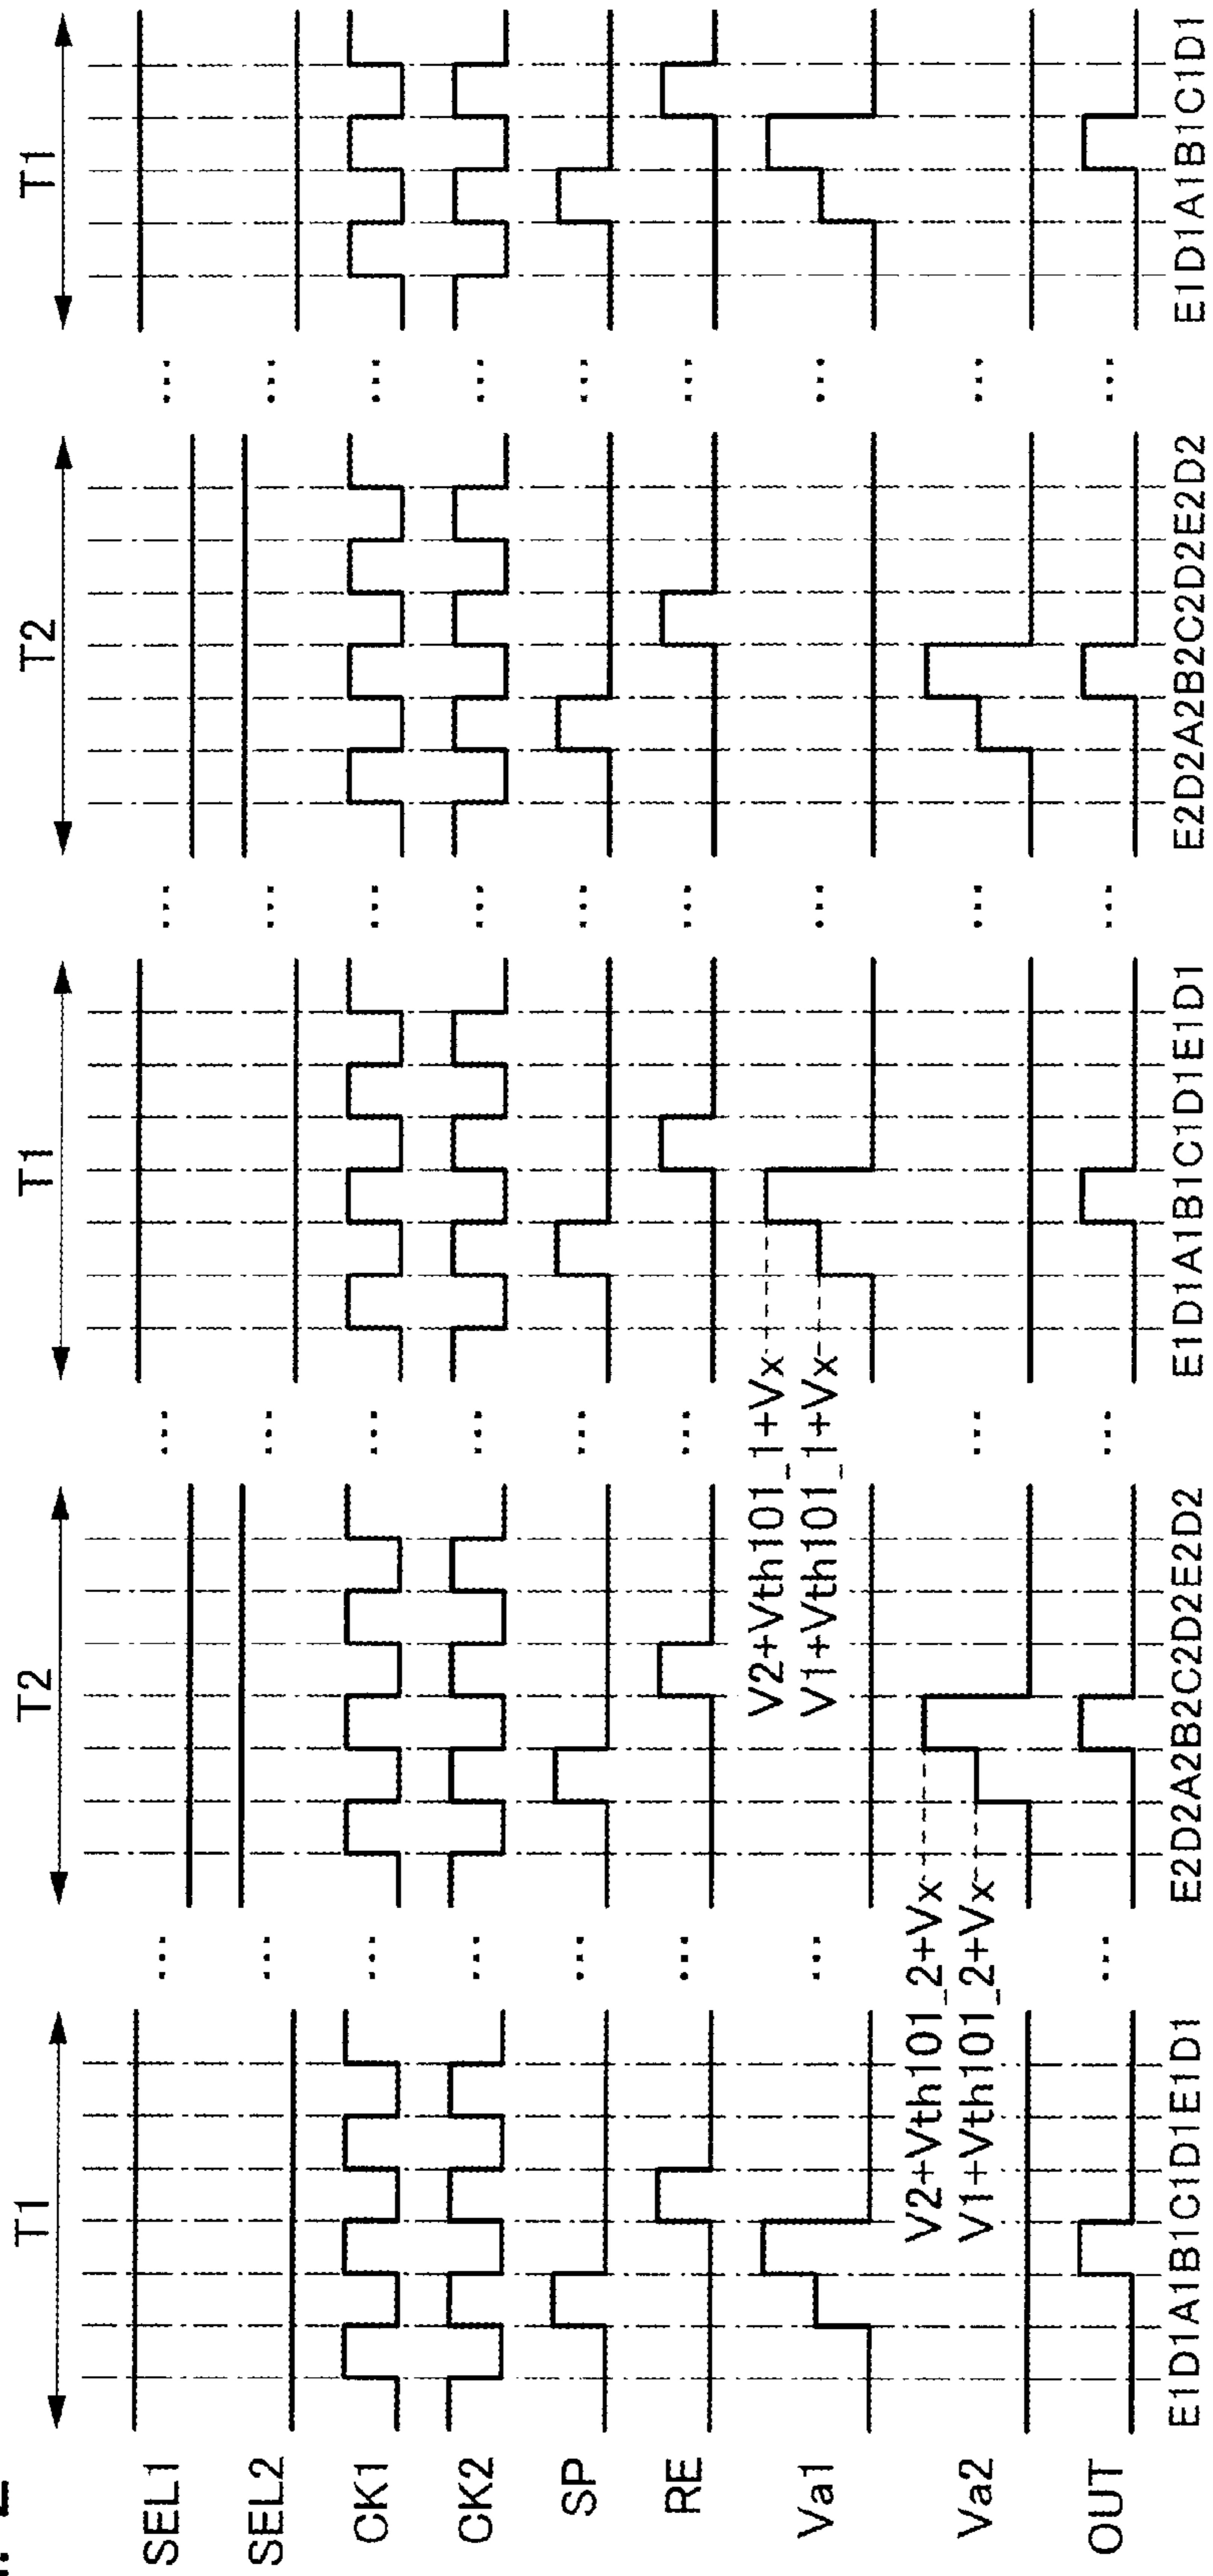 T1 T2 T1 T2 T1
SEL1
... ... ... ...
SEL2
... ... ... ...
CK1
... ... ... ...
CK2
... ... ... ...
SP
... ... ... ...
RE
... ... ... ...
V2+Vth101_1+Vx
Va1
... ... ...
V1+Vth101_1+Vx
V2+Vth101_2+Vx
Va2
... ... ...
V1+Vth101_2+Vx
OUT
... ... ... ...
E1D1A1B1C1D1E1D1 E2D2A2B2C2D2E2D2 E1D1A1B1C1D1E1D1 E2D2A2B2C2D2E2D2 E1D1A1B1C1D1